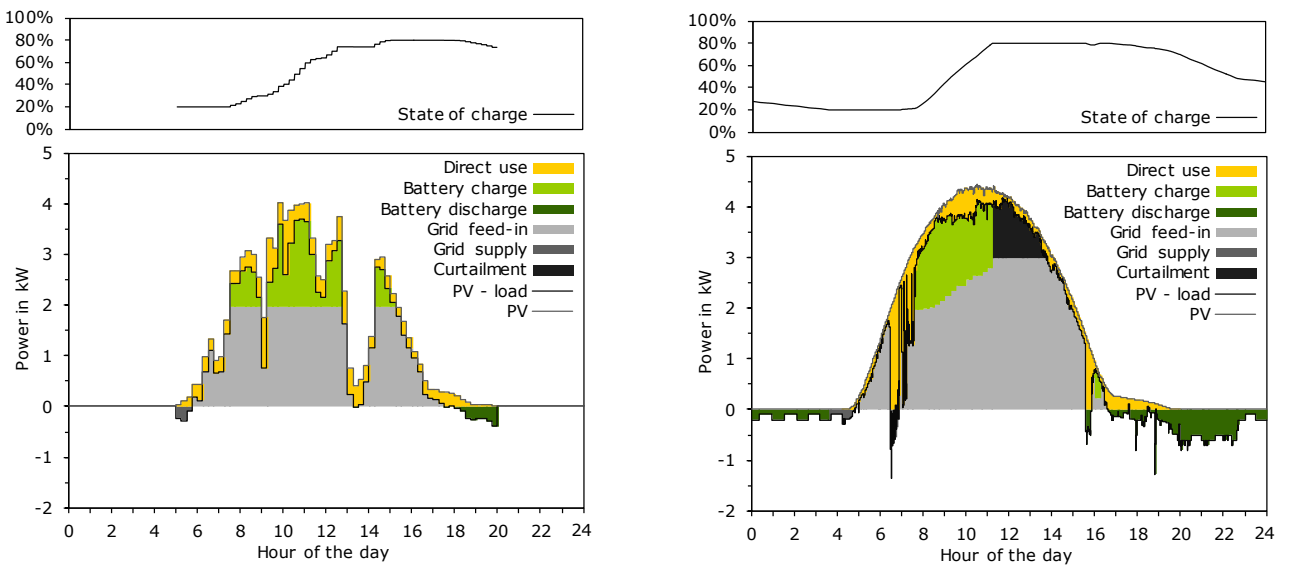 100%
80%
60%
40%
20%
0%
State of charge
5
4
3
2
1
0
-1
-2
Power in kW
Direct use
Battery charge
Battery discharge
Grid feed-in
Grid supply
Curtailment
PV - load
PV
0 2 4 6 8 10 12 14 16 18 20 22 24
Hour of the day
100%
80%
60%
40%
20%
0%
State of charge
5
4
3
2
1
0
-1
-2
Power in kW
Direct use
Battery charge
Battery discharge
Grid feed-in
Grid supply
Curtailment
PV - load
PV
0 2 4 6 8 10 12 14 16 18 20 22 24
Hour of the day